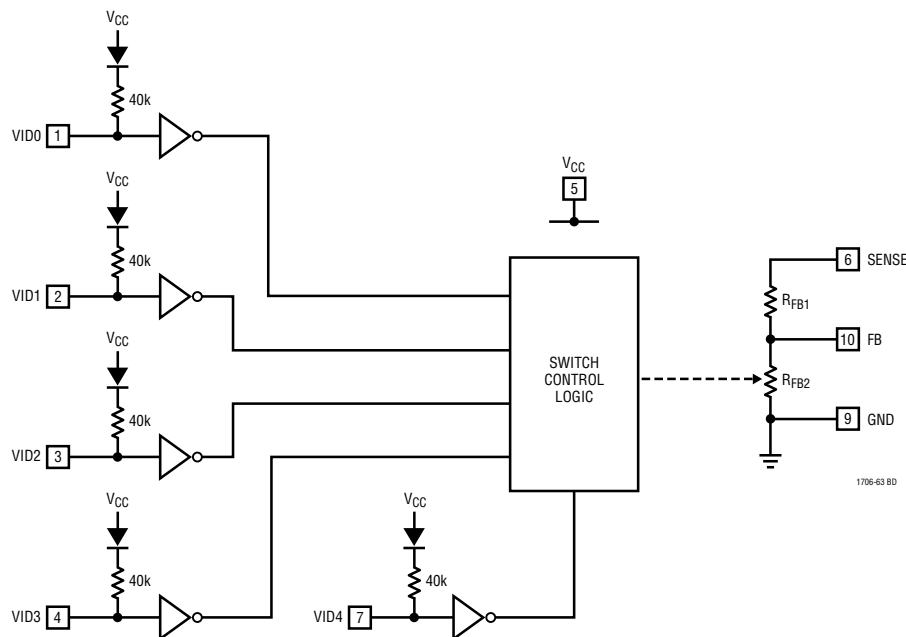 VCC
40k
VID0 1
VCC
5
VCC
40k
VID1 2
6 SENSE
RFB1
10 FB
SWITCH
CONTROL
LOGIC
RFB2
VCC
40k
VID2 3
9 GND
1706-63 BD
VCC
40k
VID3 4
VCC
40k
VID4 7